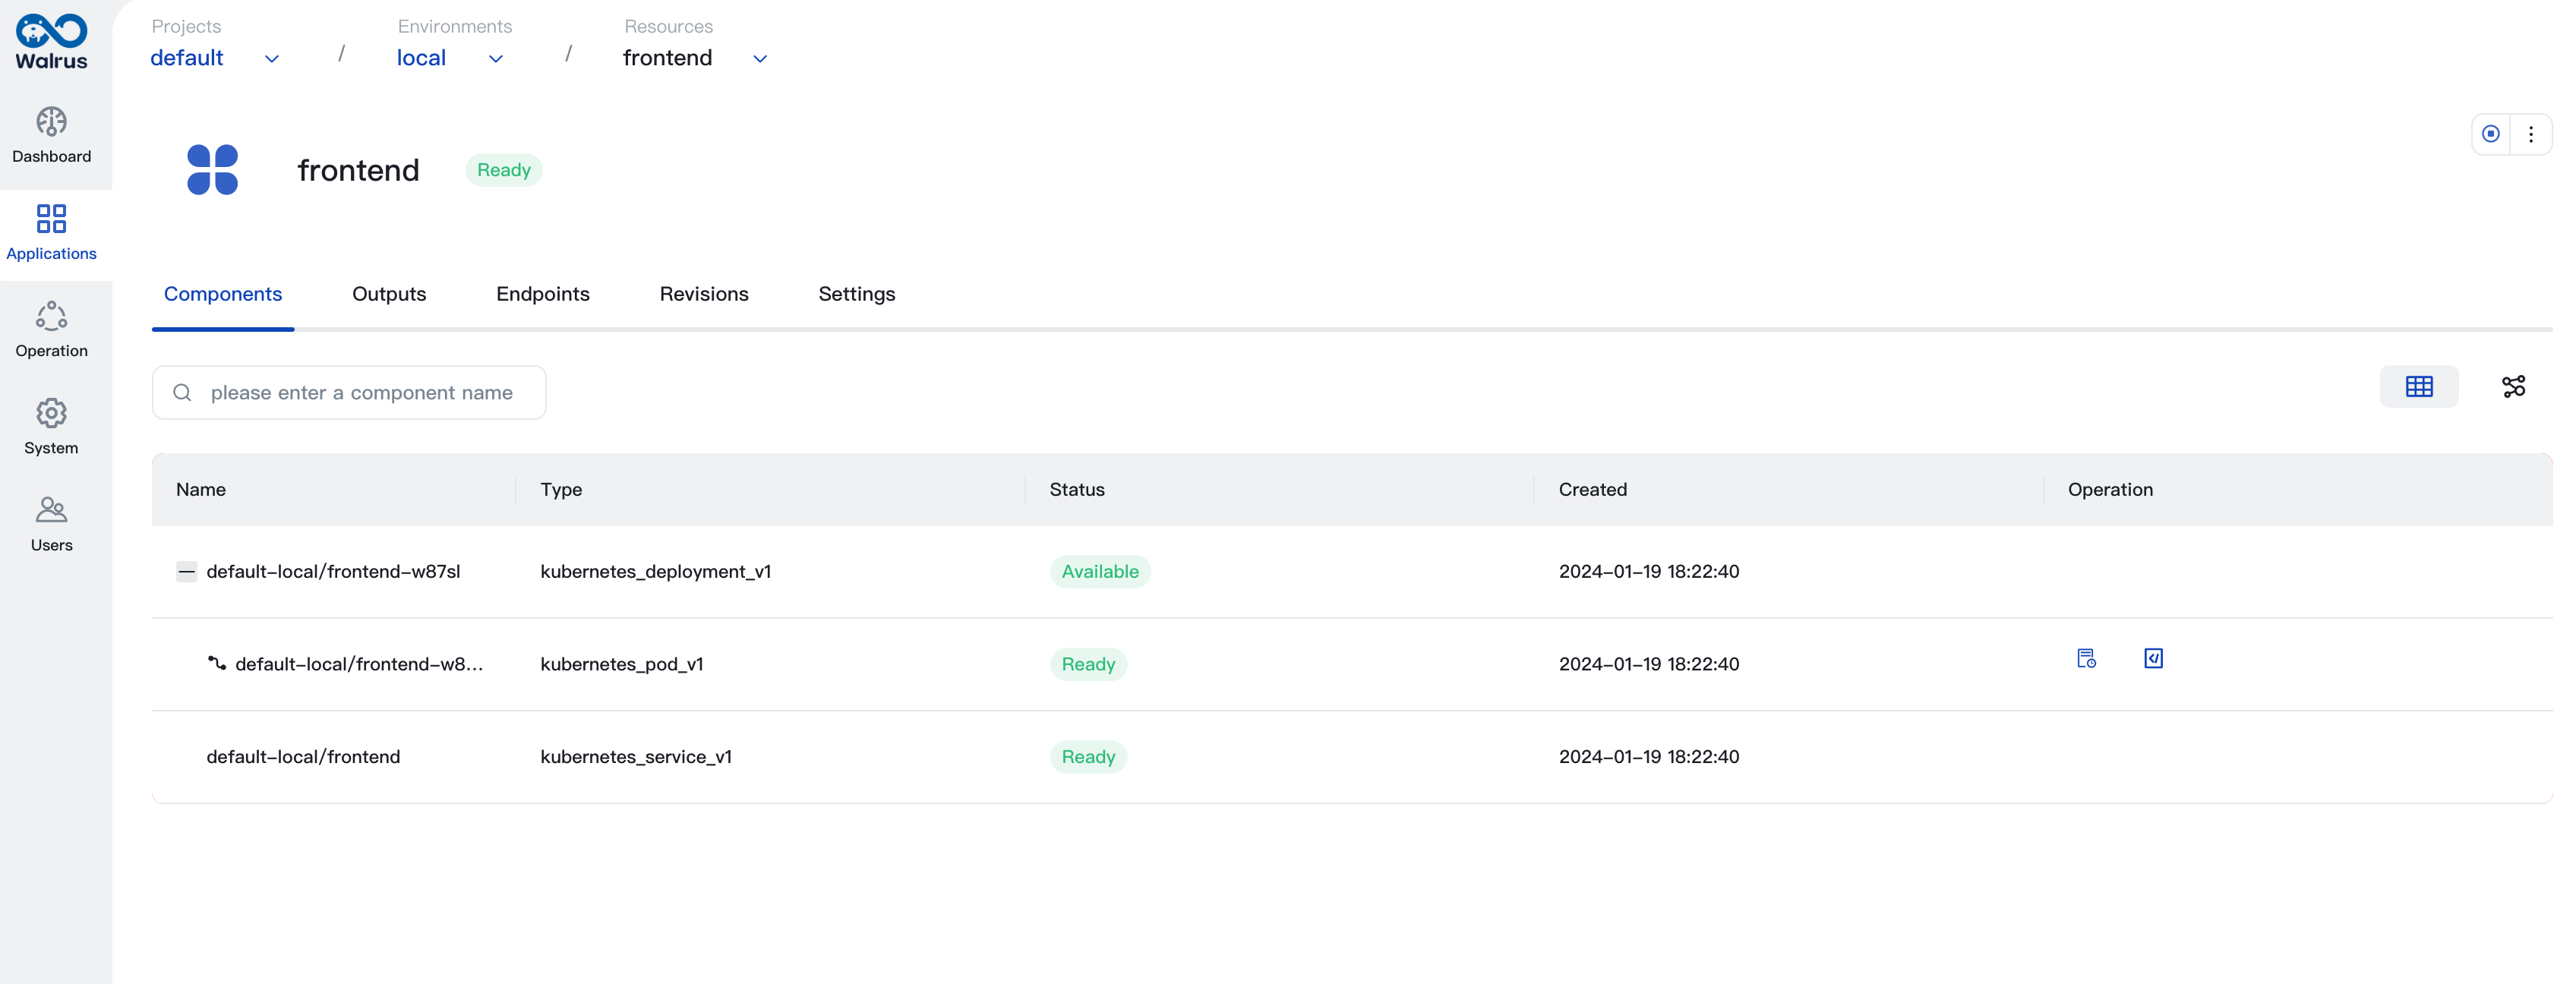 Walrus
Dashboard
Applications
Operation
System
Users
Projects
default
/
Environments
local
/
Resources
frontend
frontend
Ready
Components
Outputs
Endpoints
Revisions
Settings
please enter a component name
Name Type Status Created Operation
default-local/frontend-w87sl kubernetes_deployment_v1 Available 2024-01-19 18:22:40
default-local/frontend-w8... kubernetes_pod_v1 Ready 2024-01-19 18:22:40
default-local/frontend kubernetes_service_v1 Ready 2024-01-19 18:22:40